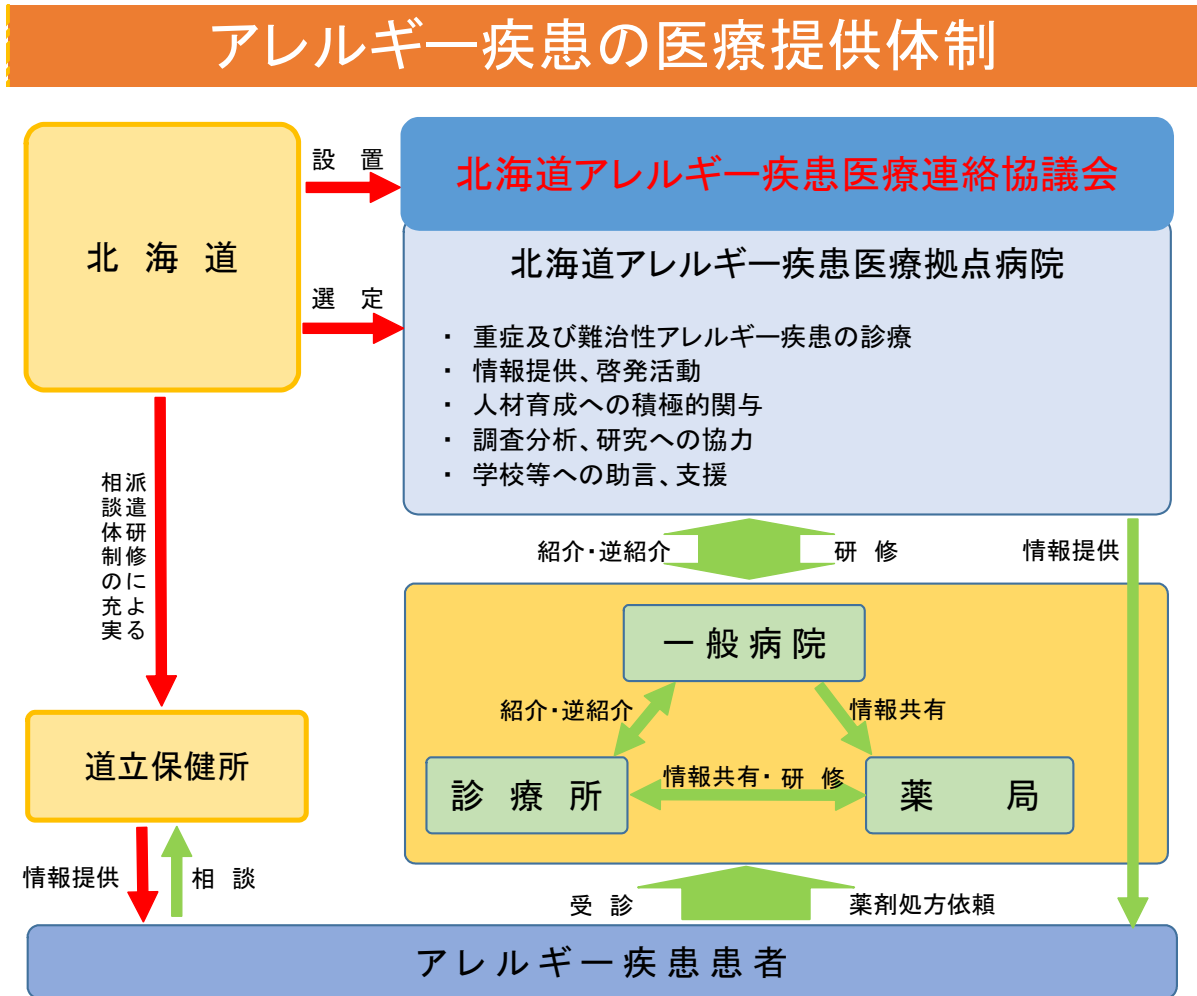 アレルギー疾患の医療提供体制
北海道
設置
選定
北海道アレルギー疾患医療連絡協議会
北海道アレルギー疾患医療拠点病院
・ 重症及び難治性アレルギー疾患の診療
・ 情報提供、啓発活動
・ 人材育成への積極的関与
・ 調査分析、研究への協力
・ 学校等への助言、支援
派遣研修による
相談体制の充実
紹介・逆紹介
研修
情報提供
一般病院
紹介・逆紹介
情報共有
診療所
情報共有・研修
薬局
道立保健所
情報提供
相談
受診
薬剤処方依頼
アレルギー疾患患者